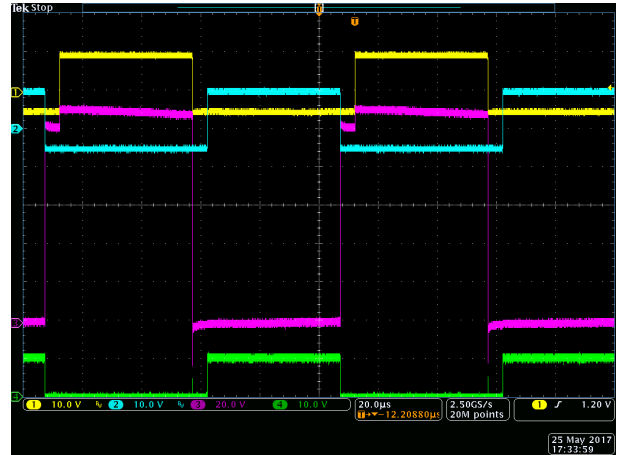 Tek Stop
T
T
1
2
3
4
1 10.0 V 2 10.0 V 3 20.0 V 4 10.0 V
20.0µs
T→▼−12.20880µs
2.50GS/s
20M points
1 1.20 V
25 May 2017
17:33:59